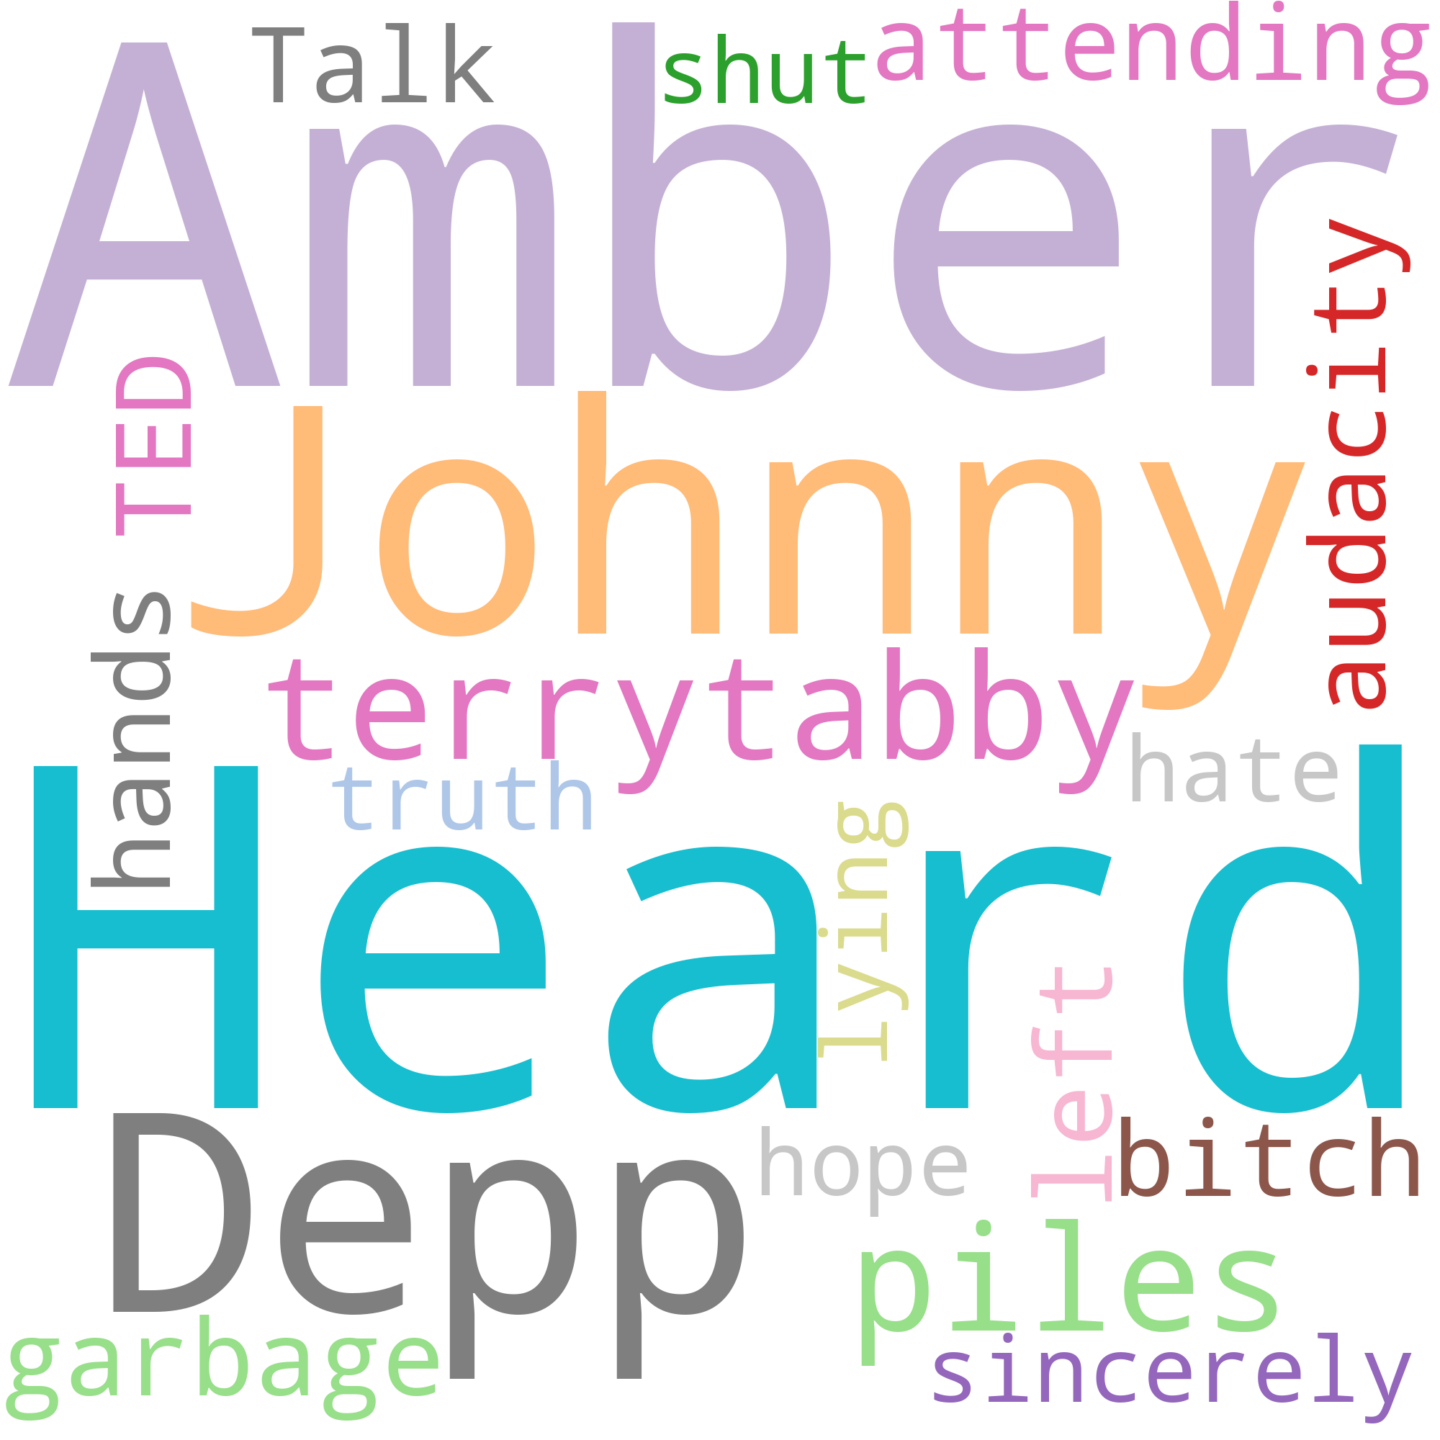 Talk
shut
attending
Amber
audacity
TED
Johnny
hands
terrytabby
hate
truth
lying
Heard
left
Depp
hope
bitch
piles
garbage
sincerely